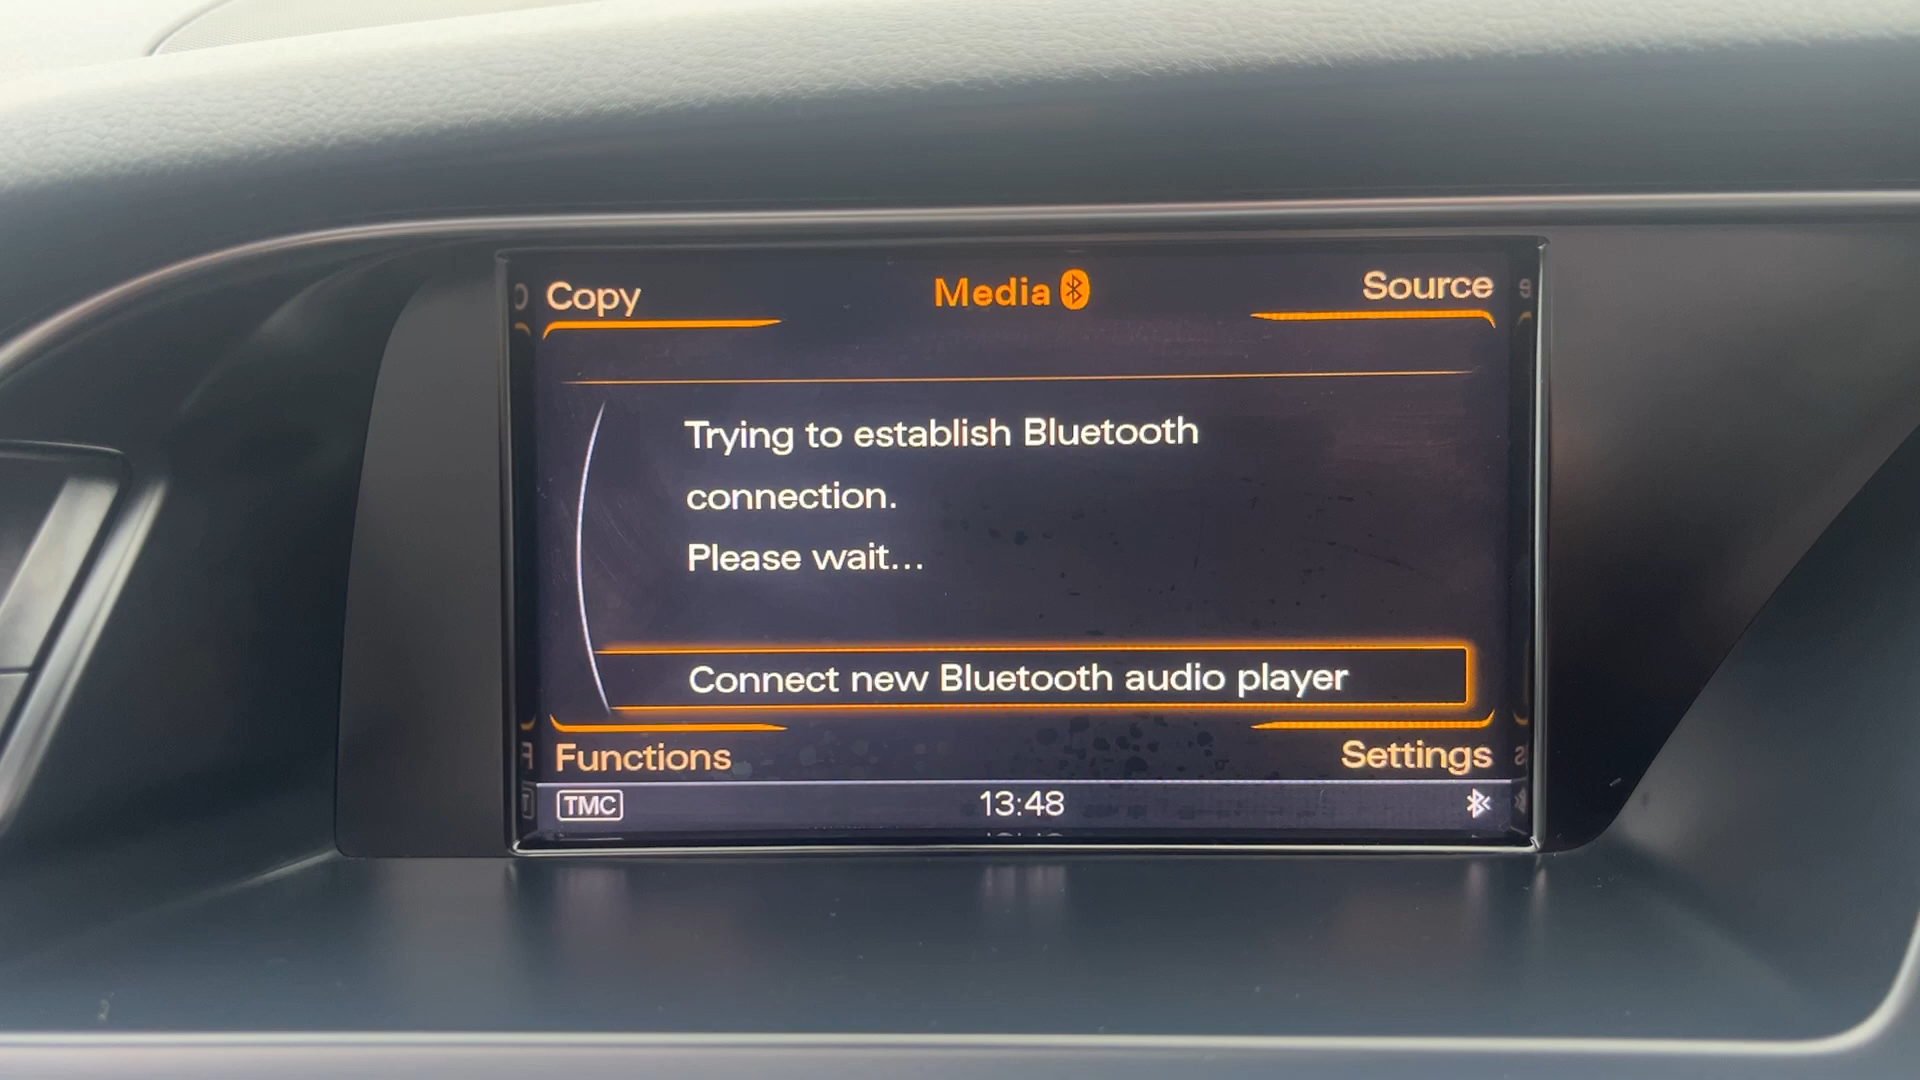 Copy
Media
Source
Trying to establish Bluetooth
connection.
Please wait...
Connect new Bluetooth audio player
Functions
Settings
TMC
13:48